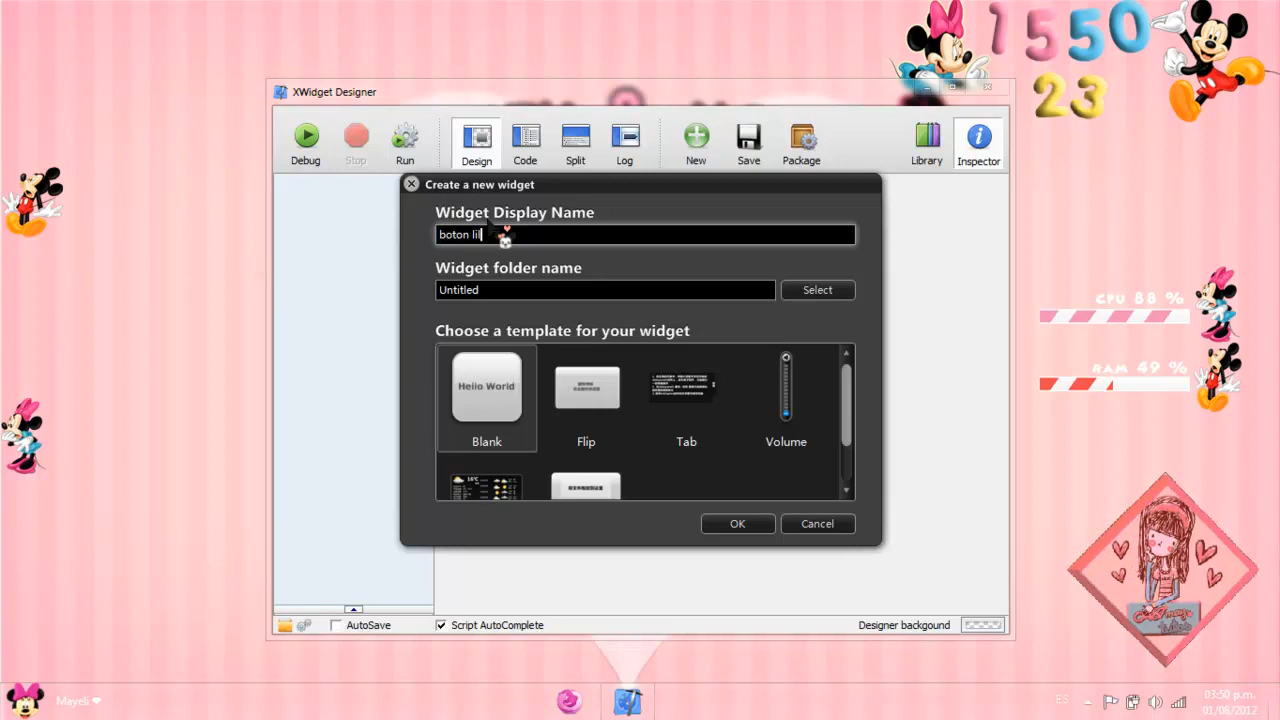 1550
23
XWidget Designer
Debug
Stop
Run
Design
Code
Split
Log
New
Save
Package
Library
Inspector
Create a new widget
Widget Display Name
boton lil
Widget folder name
Untitled
Select
Choose a template for your widget
Hello World
Blank
Flip
Tab
Volume
16℃
OK
Cancel
AutoSave
Script AutoComplete
Designer backgound
CPU 88 %
RAM 49 %
Mayeli ❤
ES
03:50 p.m.
01/08/2012